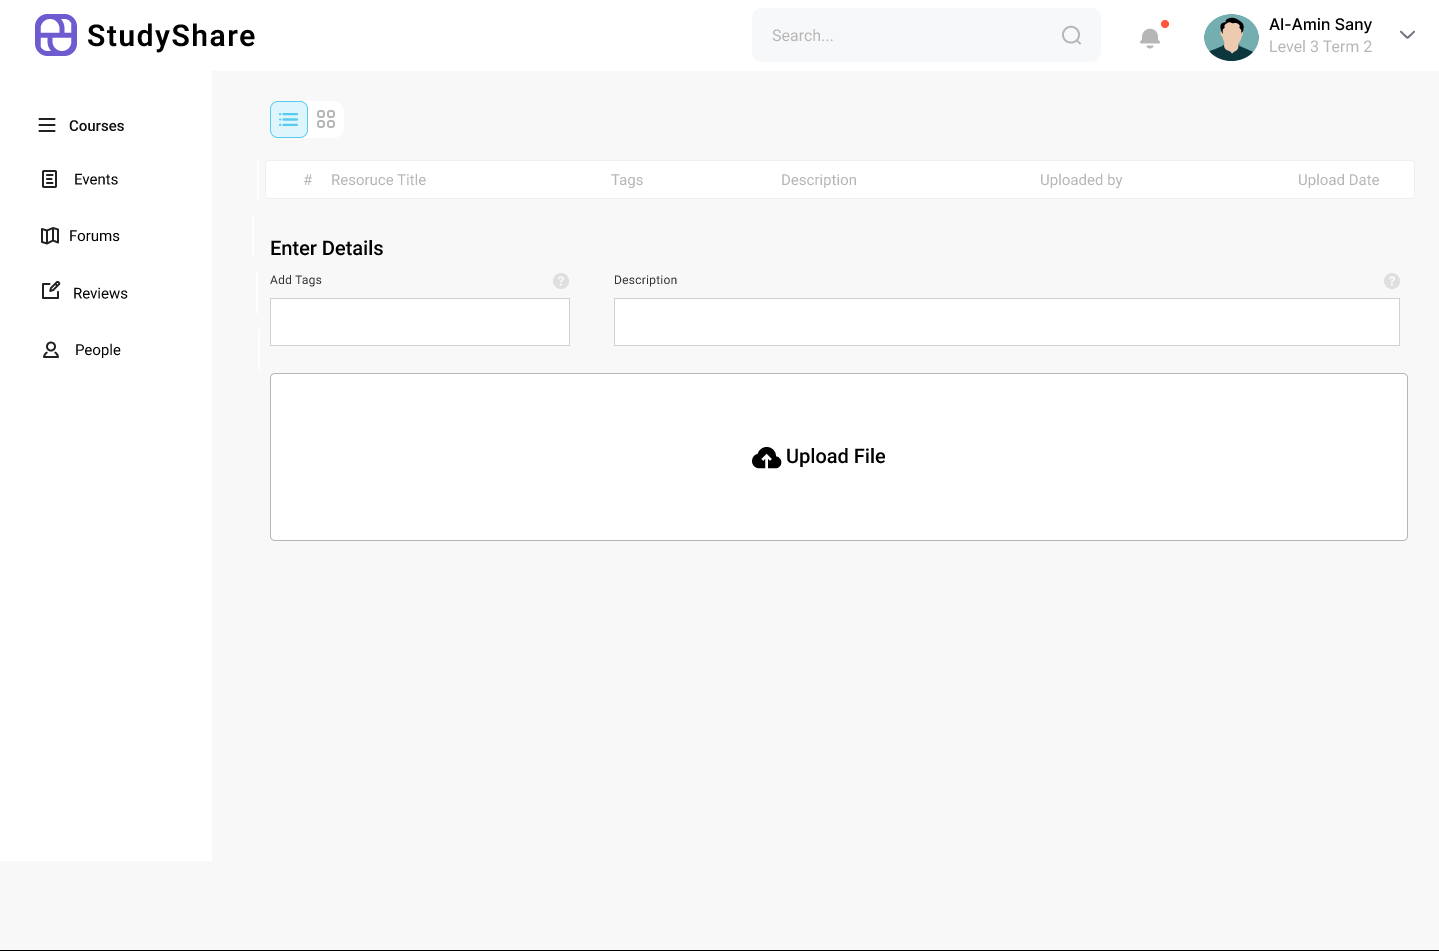 StudyShare
Search...
Al-Amin Sany
Level 3 Term 2
Courses
Events
Forums
Reviews
People
# Resoruce Title Tags Description Uploaded by Upload Date
Enter Details
Add Tags ? Description ?
Upload File